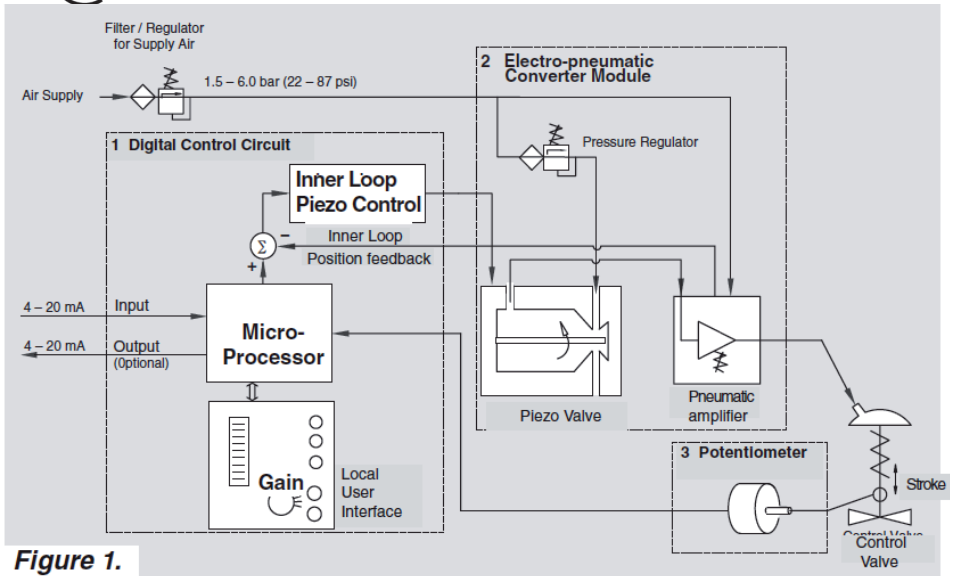 Filter / Regulator
for Supply Air
Air Supply
1.5 – 6.0 bar (22 – 87 psi)
2 Electro-pneumatic
Converter Module
Pressure Regulator
1 Digital Control Circuit
Inner Loop
Piezo Control
Σ
–
+
Inner Loop
Position feedback
4 – 20 mA
Input
4 – 20 mA
Output
(Optional)
Micro-
Processor
Piezo Valve
Pneumatic
amplifier
Gain
Local
User
Interface
3 Potentiometer
Stroke
Control Valve
Control
Valve
Figure 1.